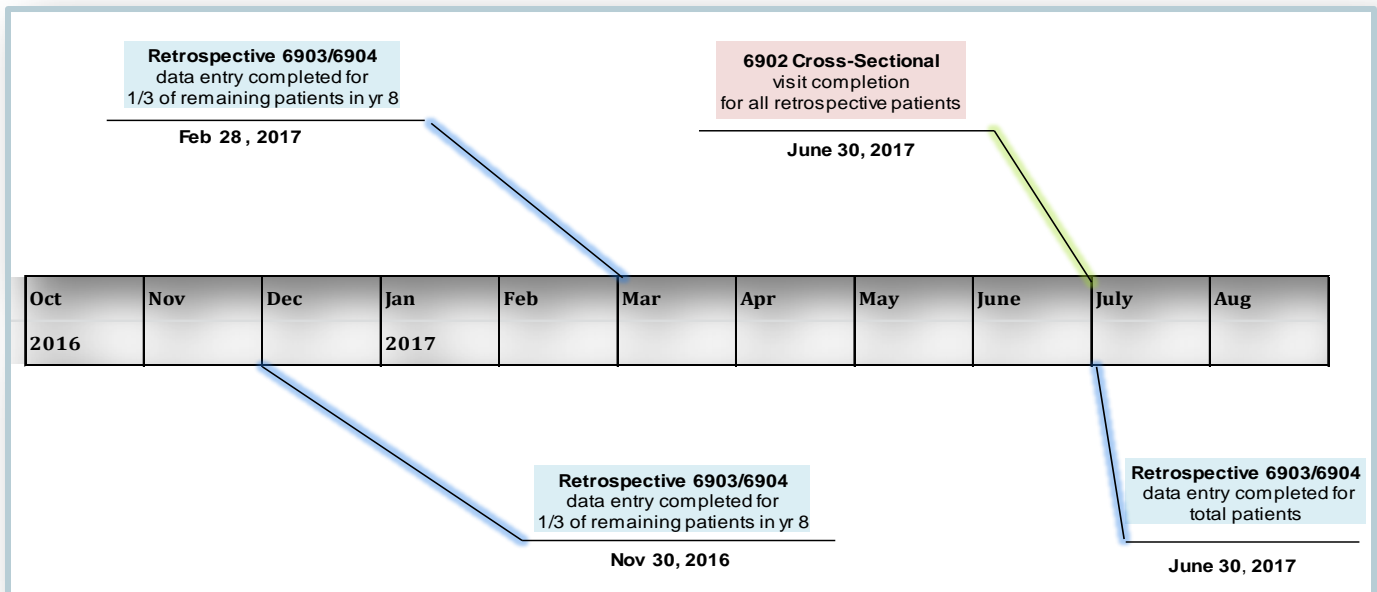 Retrospective 6903/6904
data entry completed for
1/3 of remaining patients in yr 8
Feb 28, 2017
6902 Cross-Sectional
visit completion
for all retrospective patients
June 30, 2017
Oct Nov Dec Jan Feb Mar Apr May June July Aug
2016 2017
Retrospective 6903/6904
data entry completed for
1/3 of remaining patients in yr 8
Nov 30, 2016
Retrospective 6903/6904
data entry completed for
total patients
June 30, 2017